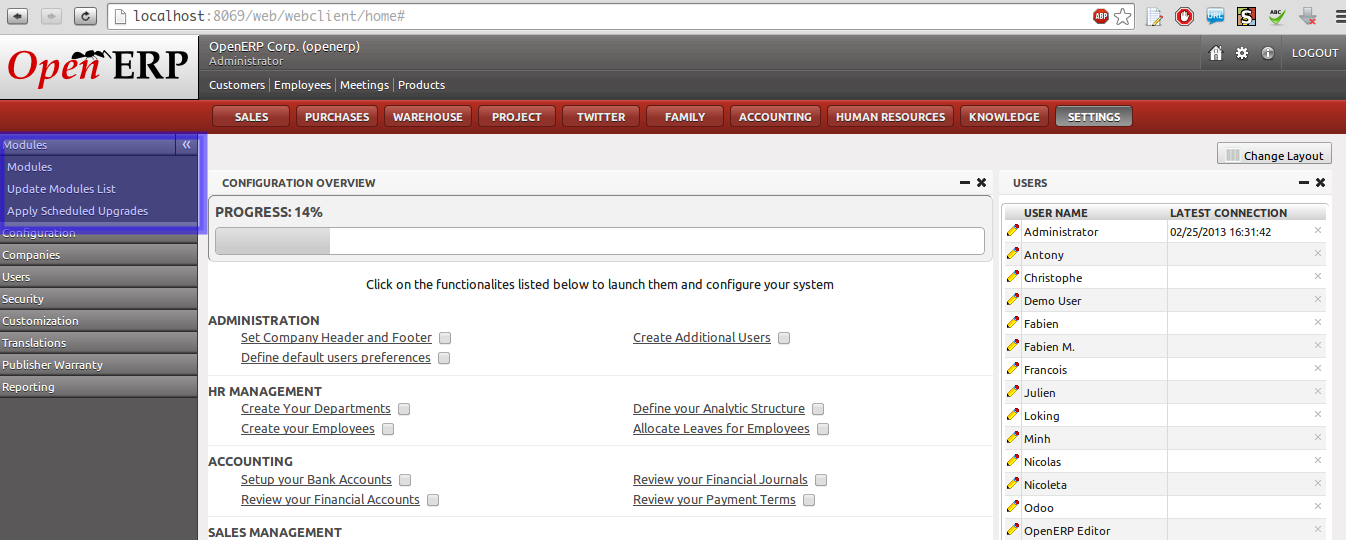 localhost:8069/web/webclient/home#
ABP
URL
S
ABC
Open ERP
OpenERP Corp. (openerp)
Administrator
LOGOUT
Customers Employees Meetings Products
SALES PURCHASES WAREHOUSE PROJECT TWITTER FAMILY ACCOUNTING HUMAN RESOURCES KNOWLEDGE SETTINGS
Modules «
Modules
Update Modules List
Apply Scheduled Upgrades
Configuration
Companies
Users
Security
Customization
Translations
Publisher Warranty
Reporting
Change Layout
CONFIGURATION OVERVIEW
PROGRESS: 14%
Click on the functionalites listed below to launch them and configure your system
ADMINISTRATION
Set Company Header and Footer Create Additional Users
Define default users preferences
HR MANAGEMENT
Create Your Departments Define your Analytic Structure
Create your Employees Allocate Leaves for Employees
ACCOUNTING
Setup your Bank Accounts Review your Financial Journals
Review your Financial Accounts Review your Payment Terms
SALES MANAGEMENT
USERS
USER NAME LATEST CONNECTION
Administrator 02/25/2013 16:31:42
Antony
Christophe
Demo User
Fabien
Fabien M.
Francois
Julien
Loking
Minh
Nicolas
Nicoleta
Odoo
OpenERP Editor